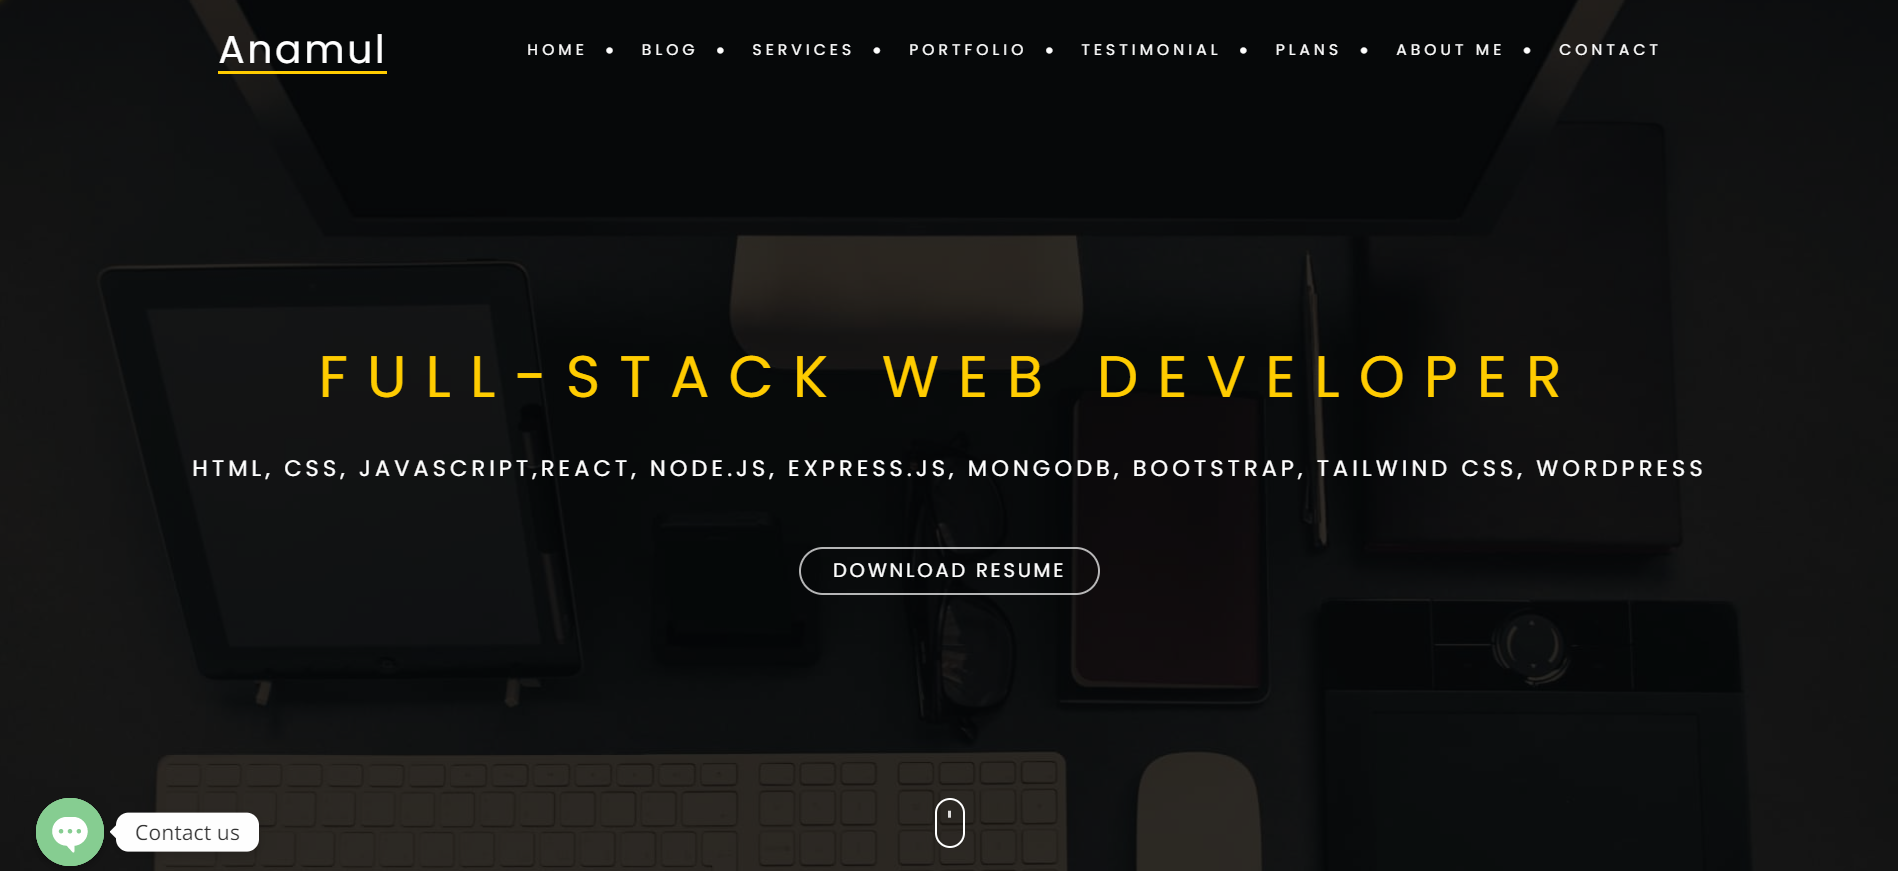 Anamul
HOME • BLOG • SERVICES • PORTFOLIO • TESTIMONIAL • PLANS • ABOUT ME • CONTACT
FULL-STACK WEB DEVELOPER
HTML, CSS, JAVASCRIPT,REACT, NODE.JS, EXPRESS.JS, MONGODB, BOOTSTRAP, TAILWIND CSS, WORDPRESS
DOWNLOAD RESUME
Contact us